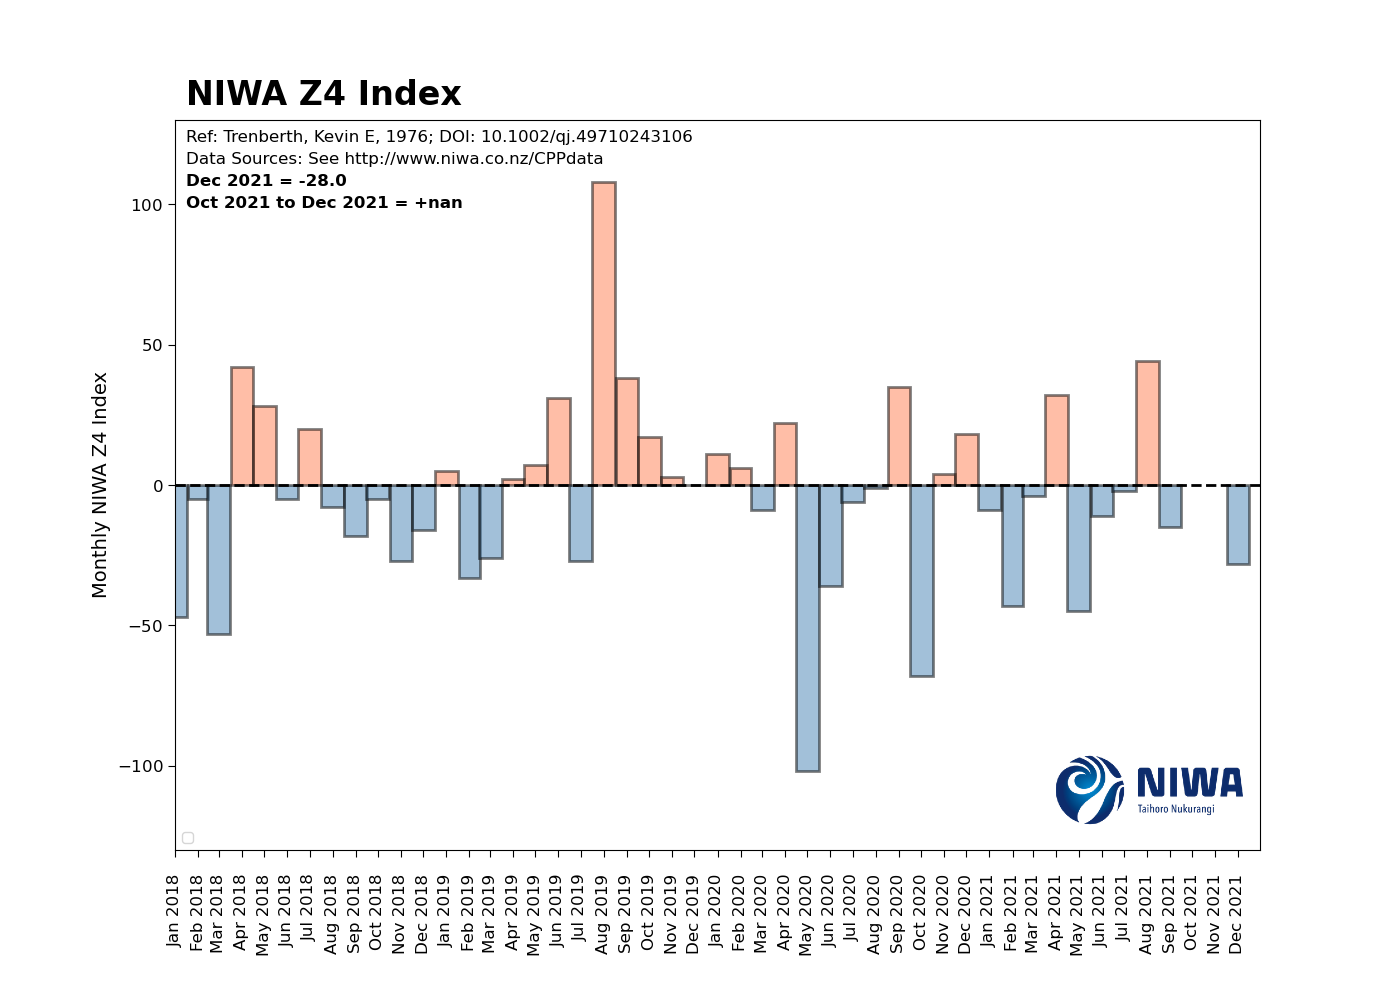 NIWA Z4 Index
Ref: Trenberth, Kevin E, 1976; DOI: 10.1002/qj.49710243106
Data Sources: See http://www.niwa.co.nz/CPPdata
Dec 2021 = -28.0
Oct 2021 to Dec 2021 = +nan
Monthly NIWA Z4 Index
100
50
0
−50
−100
NIWA
Taihoro Nukurangi
Jan 2018
Feb 2018
Mar 2018
Apr 2018
May 2018
Jun 2018
Jul 2018
Aug 2018
Sep 2018
Oct 2018
Nov 2018
Dec 2018
Jan 2019
Feb 2019
Mar 2019
Apr 2019
May 2019
Jun 2019
Jul 2019
Aug 2019
Sep 2019
Oct 2019
Nov 2019
Dec 2019
Jan 2020
Feb 2020
Mar 2020
Apr 2020
May 2020
Jun 2020
Jul 2020
Aug 2020
Sep 2020
Oct 2020
Nov 2020
Dec 2020
Jan 2021
Feb 2021
Mar 2021
Apr 2021
May 2021
Jun 2021
Jul 2021
Aug 2021
Sep 2021
Oct 2021
Nov 2021
Dec 2021